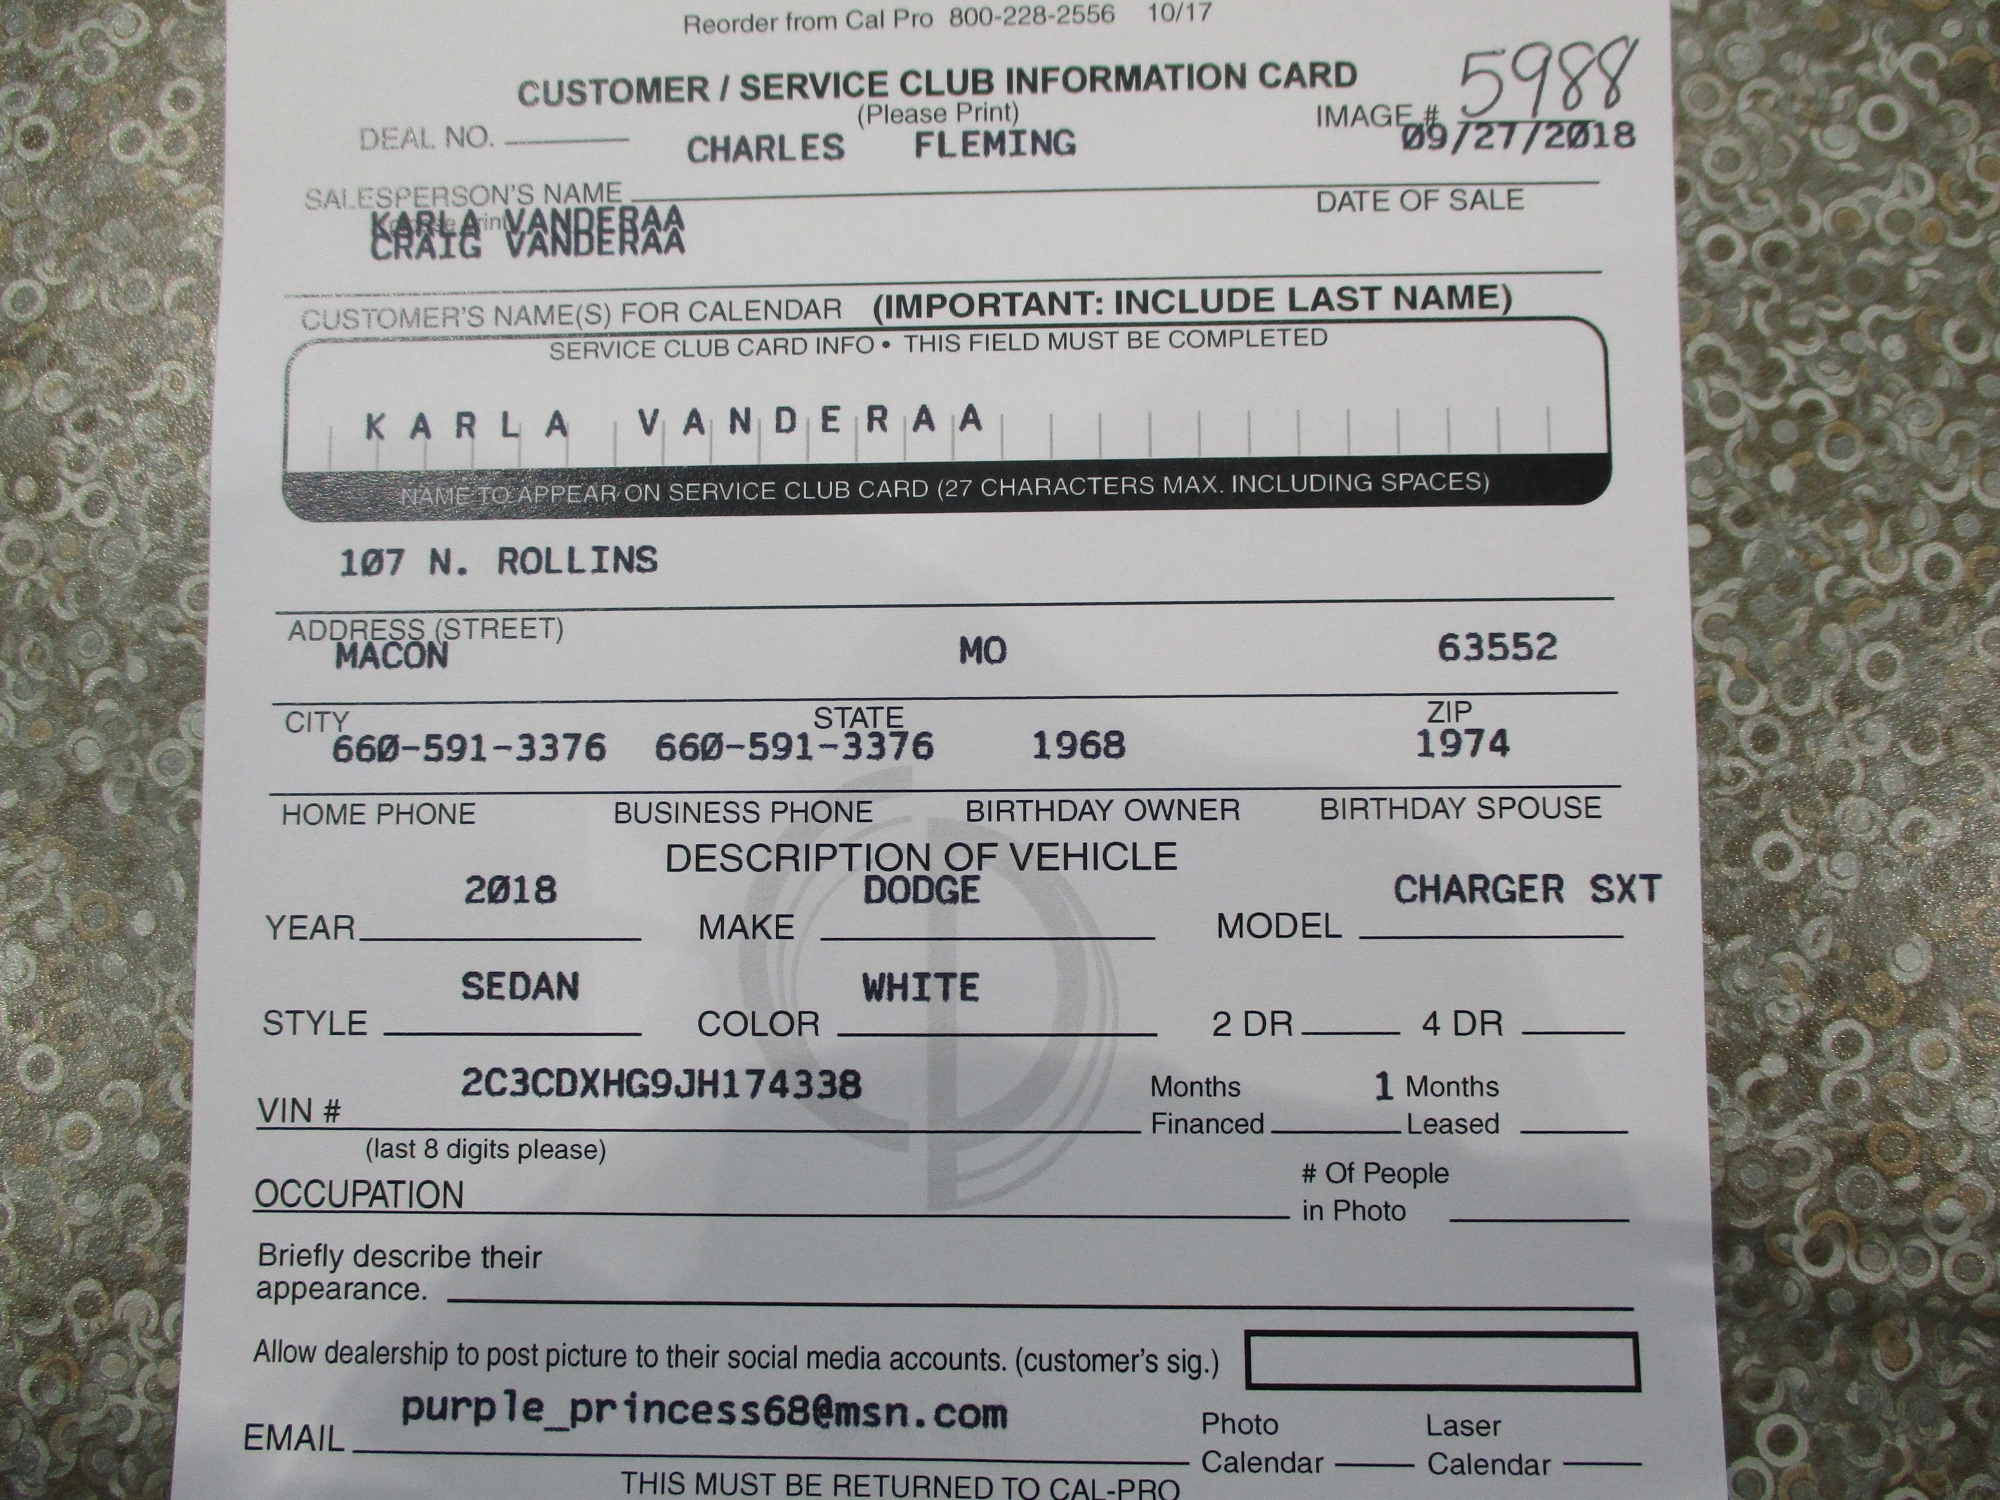 Reorder from Cal Pro 800-228-2556 10/17
CUSTOMER / SERVICE CLUB INFORMATION CARD
(Please Print)
IMAGE # 5988
DEAL NO. CHARLES FLEMING 09/27/2018
SALESPERSON'S NAME DATE OF SALE
KARLA VANDERAA
CRAIG VANDERAA
CUSTOMER'S NAME(S) FOR CALENDAR (IMPORTANT: INCLUDE LAST NAME)
SERVICE CLUB CARD INFO • THIS FIELD MUST BE COMPLETED
KARLA VANDERAA
NAME TO APPEAR ON SERVICE CLUB CARD (27 CHARACTERS MAX. INCLUDING SPACES)
107 N. ROLLINS
ADDRESS (STREET)
MACON MO 63552
CITY STATE ZIP
660-591-3376 660-591-3376 1968 1974
HOME PHONE BUSINESS PHONE BIRTHDAY OWNER BIRTHDAY SPOUSE
DESCRIPTION OF VEHICLE
2018 DODGE CHARGER SXT
YEAR MAKE MODEL
SEDAN WHITE
STYLE COLOR 2 DR 4 DR
2C3CDXHG9JH174338 Months 1 Months
VIN # Financed Leased
(last 8 digits please)
# Of People
OCCUPATION in Photo
Briefly describe their
appearance.
Allow dealership to post picture to their social media accounts. (customer's sig.)
purple_princess68@msn.com Photo Laser
EMAIL Calendar Calendar
THIS MUST BE RETURNED TO CAL-PRO